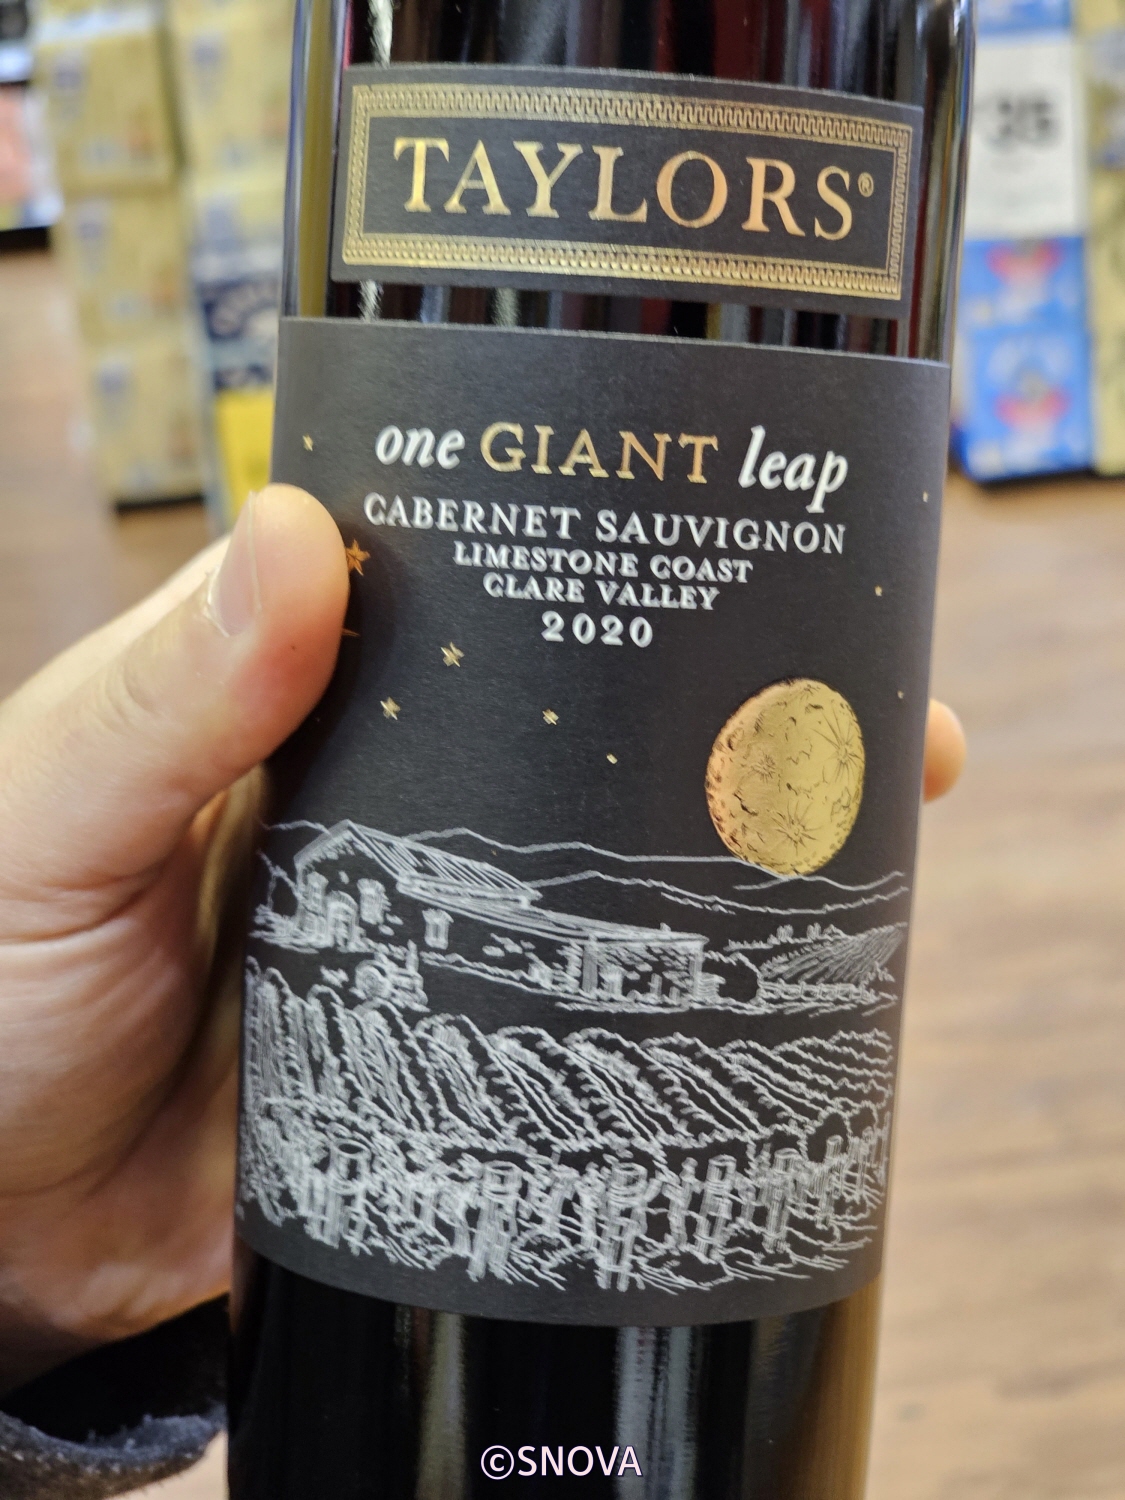 TAYLORS®
one GIANT leap
CABERNET SAUVIGNON
LIMESTONE COAST
CLARE VALLEY
2020
©SNOVA